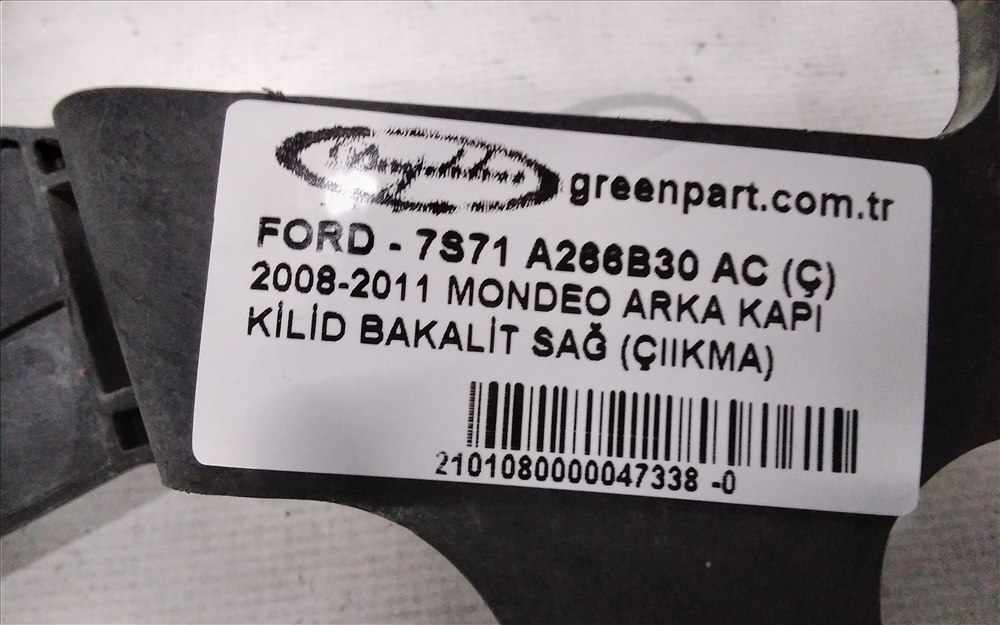 greenpart.com.tr
FORD - 7S71 A266B30 AC (Ç)
2008-2011 MONDEO ARKA KAPI
KİLİD BAKALİT SAĞ (ÇIIKMA)
2101080000047338 -0